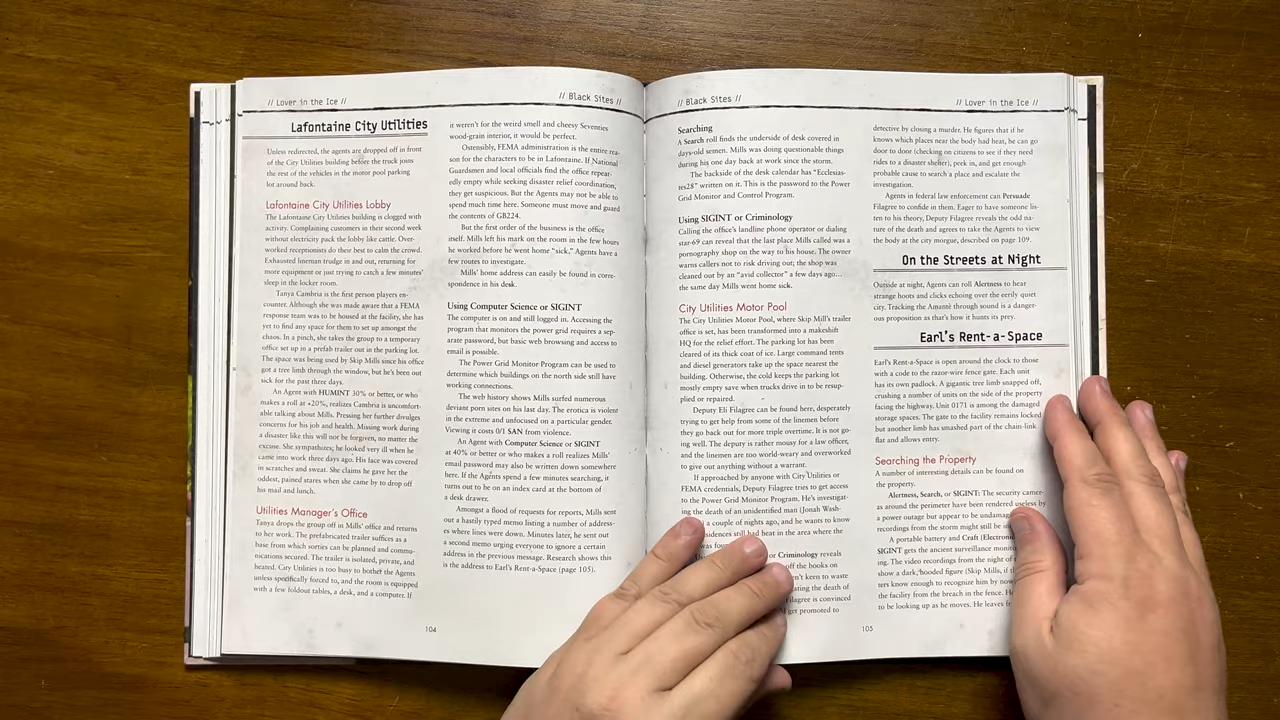 // Lover in the Ice //
// Black Sites //
Lafontaine City Utilities
Unless redirected, the agents are dropped off in front
of the City Utilities building before the truck joins
the rest of the vehicles in the motor pool parking
lot around back.
Lafontaine City Utilities Lobby
The Lafontaine City Utilities building is clogged with
activity. Complaining customers in their second week
without electricity pack the lobby like cattle. Over-
worked receptionists do their best to calm the crowd.
Exhausted lineman trudge in and out, returning for
more equipment or just trying to catch a few minutes'
sleep in the locker room.
Tanya Cambria is the first person players en-
counter. Although she was made aware that a FEMA
response team was to be housed at the facility, she has
yet to find any space for them to set up amongst the
chaos. In a pinch, she takes the group to a temporary
office set up in a prefab trailer out in the parking lot.
The space was being used by Skip Mills since his office
got a tree limb through the window, but he's been out
sick for the past three days.
An Agent with HUMINT 30% or better, or who
makes a roll at +20%, realizes Cambria is uncomfort-
able talking about Mills. Pressing her further divulges
concerns for his job and health. Missing work during
a disaster like this will not be forgiven, no matter the
excuse. She sympathizes; he looked very ill when he
came into work three days ago. His face was covered
in scratches and sweat. She claims he gave her the
oddest, pained stares when she came by to drop off
his mail and lunch.
Utilities Manager's Office
Tanya drops the group off in Mills' office and returns
to her work. The prefabricated trailer suffices as a
base from which sorties can be planned and commu-
nications secured. The trailer is isolated, private, and
heated. City Utilities is too busy to bother the Agents
unless specifically forced to, and the room is equipped
with a few foldout tables, a desk, and a computer. If
it weren't for the weird smell and cheesy Seventies
wood-grain interior, it would be perfect.
Ostensibly, FEMA administration is the entire rea-
son for the characters to be in Lafontaine. If National
Guardsmen and local officials find the office repeat-
edly empty while seeking disaster relief coordination,
they get suspicious. But the Agents may not be able to
spend much time here. Someone must move and guard
the contents of GB224.
But the first order of the business is the office
itself. Mills left his mark on the room in the few hours
he worked before he went home "sick." Agents have a
few routes to investigate.
Mills' home address can easily be found in corre-
spondence in his desk.
Using Computer Science or SIGINT
The computer is on and still logged in. Accessing the
program that monitors the power grid requires a sep-
arate password, but basic web browsing and access to
email is possible.
The Power Grid Monitor Program can be used to
determine which buildings on the north side still have
working connections.
The web history shows Mills surfed numerous
deviant porn sites on his last day. The erotica is violent
in the extreme and unfocused on a particular gender.
Viewing it costs 0/1 SAN from violence.
An Agent with Computer Science or SIGINT
at 40% or better or who makes a roll realizes Mills'
email password may also be written down somewhere
here. If the Agents spend a few minutes searching, it
turns out to be on an index card at the bottom of
a desk drawer.
Amongst a flood of requests for reports, Mills sent
out a hastily typed memo listing a number of address-
es where lines were down. Minutes later, he sent out
a second memo urging everyone to ignore a certain
address in the previous message. Research shows this
is the address to Earl's Rent-a-Space (page 105).
104
// Black Sites //
// Lover in the Ice //
Searching
A Search roll finds the underside of desk covered in
days-old semen. Mills was doing questionable things
during his one day back at work since the storm.
The backside of the desk calendar has "Ecclesias-
tes28" written on it. This is the password to the Power
Grid Monitor and Control Program.
Using SIGINT or Criminology
Calling the office's landline phone operator or dialing
star-69 can reveal that the last place Mills called was a
pornography shop on the way to his house. The owner
warns callers not to risk driving out; the shop was
cleaned out by an "avid collector" a few days ago...
the same day Mills went home sick.
City Utilities Motor Pool
The City Utilities Motor Pool, where Skip Mill's trailer
office is set, has been transformed into a makeshift
HQ for the relief effort. The parking lot has been
cleared of its thick coat of ice. Large command tents
and diesel generators take up the space nearest the
building. Otherwise, the cold keeps the parking lot
mostly empty save when trucks drive in to be resup-
plied or repaired.
Deputy Eli Filagree can be found here, desperately
trying to get help from some of the linemen before
they go back out for more triple overtime. It is not go-
ing well. The deputy is rather mousy for a law officer,
and the linemen are too world-weary and overworked
to give out anything without a warrant.
If approached by anyone with City Utilities or
FEMA credentials, Deputy Filagree tries to get access
to the Power Grid Monitor Program. He's investigat-
ing the death of an unidentified man (Jonah Wash-
a couple of nights ago, and he wants to know
still had heat in the area where the
was
or Criminology reveals
off the books on
n't keen to waste
ating the death of
Filagree is convinced
get promoted to
detective by closing a murder. He figures that if he
knows which places near the body had heat, he can go
door to door (checking on citizens to see if they need
rides to a disaster shelter), peek in, and get enough
probable cause to search a place and escalate the
investigation.
Agents in federal law enforcement can Persuade
Filagree to confide in them. Eager to have someone lis-
ten to his theory, Deputy Filagree reveals the odd na-
ture of the death and agrees to take the Agents to view
the body at the city morgue, described on page 109.
On the Streets at Night
Outside at night, Agents can roll Alertness to hear
strange hoots and clicks echoing over the eerily quiet
city. Tracking the Amante through sound is a danger-
ous proposition as that's how it hunts its prey.
Earl's Rent-a-Space
Earl's Rent-a-Space is open around the clock to those
with a code to the razor-wire fence gate. Each unit
has its own padlock. A gigantic tree limb snapped off,
crushing a number of units on the side of the property
facing the highway. Unit 0171 is among the damaged
storage spaces. The gate to the facility remains locked
but another limb has smashed part of the chain-link
flat and allows entry.
Searching the Property
A number of interesting details can be found on
the property.
Alertness, Search, or SIGINT: The security camer-
as around the perimeter have been rendered useless by
a power outage but appear to be undamag
recordings from the storm might still be
A portable battery and Craft (Electron
SIGINT gets the ancient surveillance monit
ing. The video recordings from the night of
show a dark, hooded figure (Skip Mills, if th
ters know enough to recognize him by now
the facility from the breach in the fence. H
to be looking up as he moves. He leaves
105